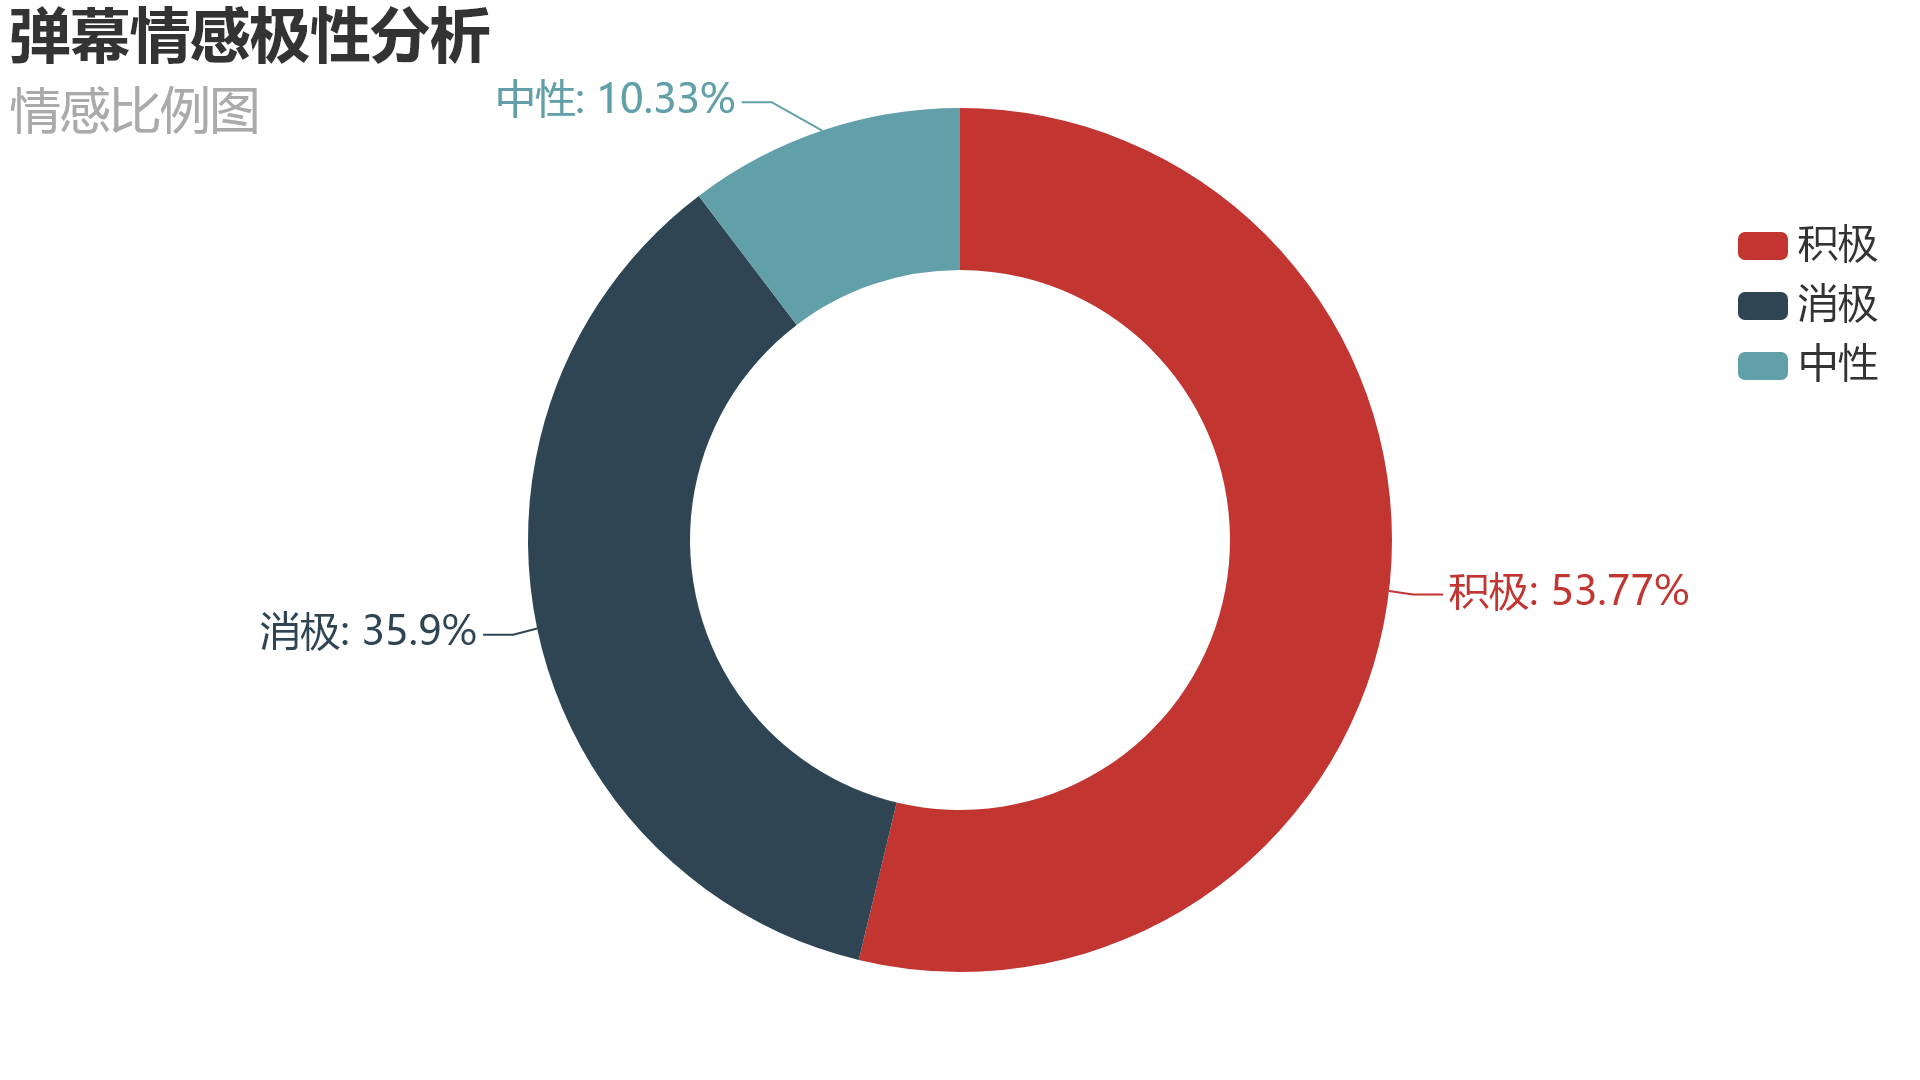 弹幕情感极性分析
情感比例图
中性: 10.33%
积极
消极
中性
积极: 53.77%
消极: 35.9%